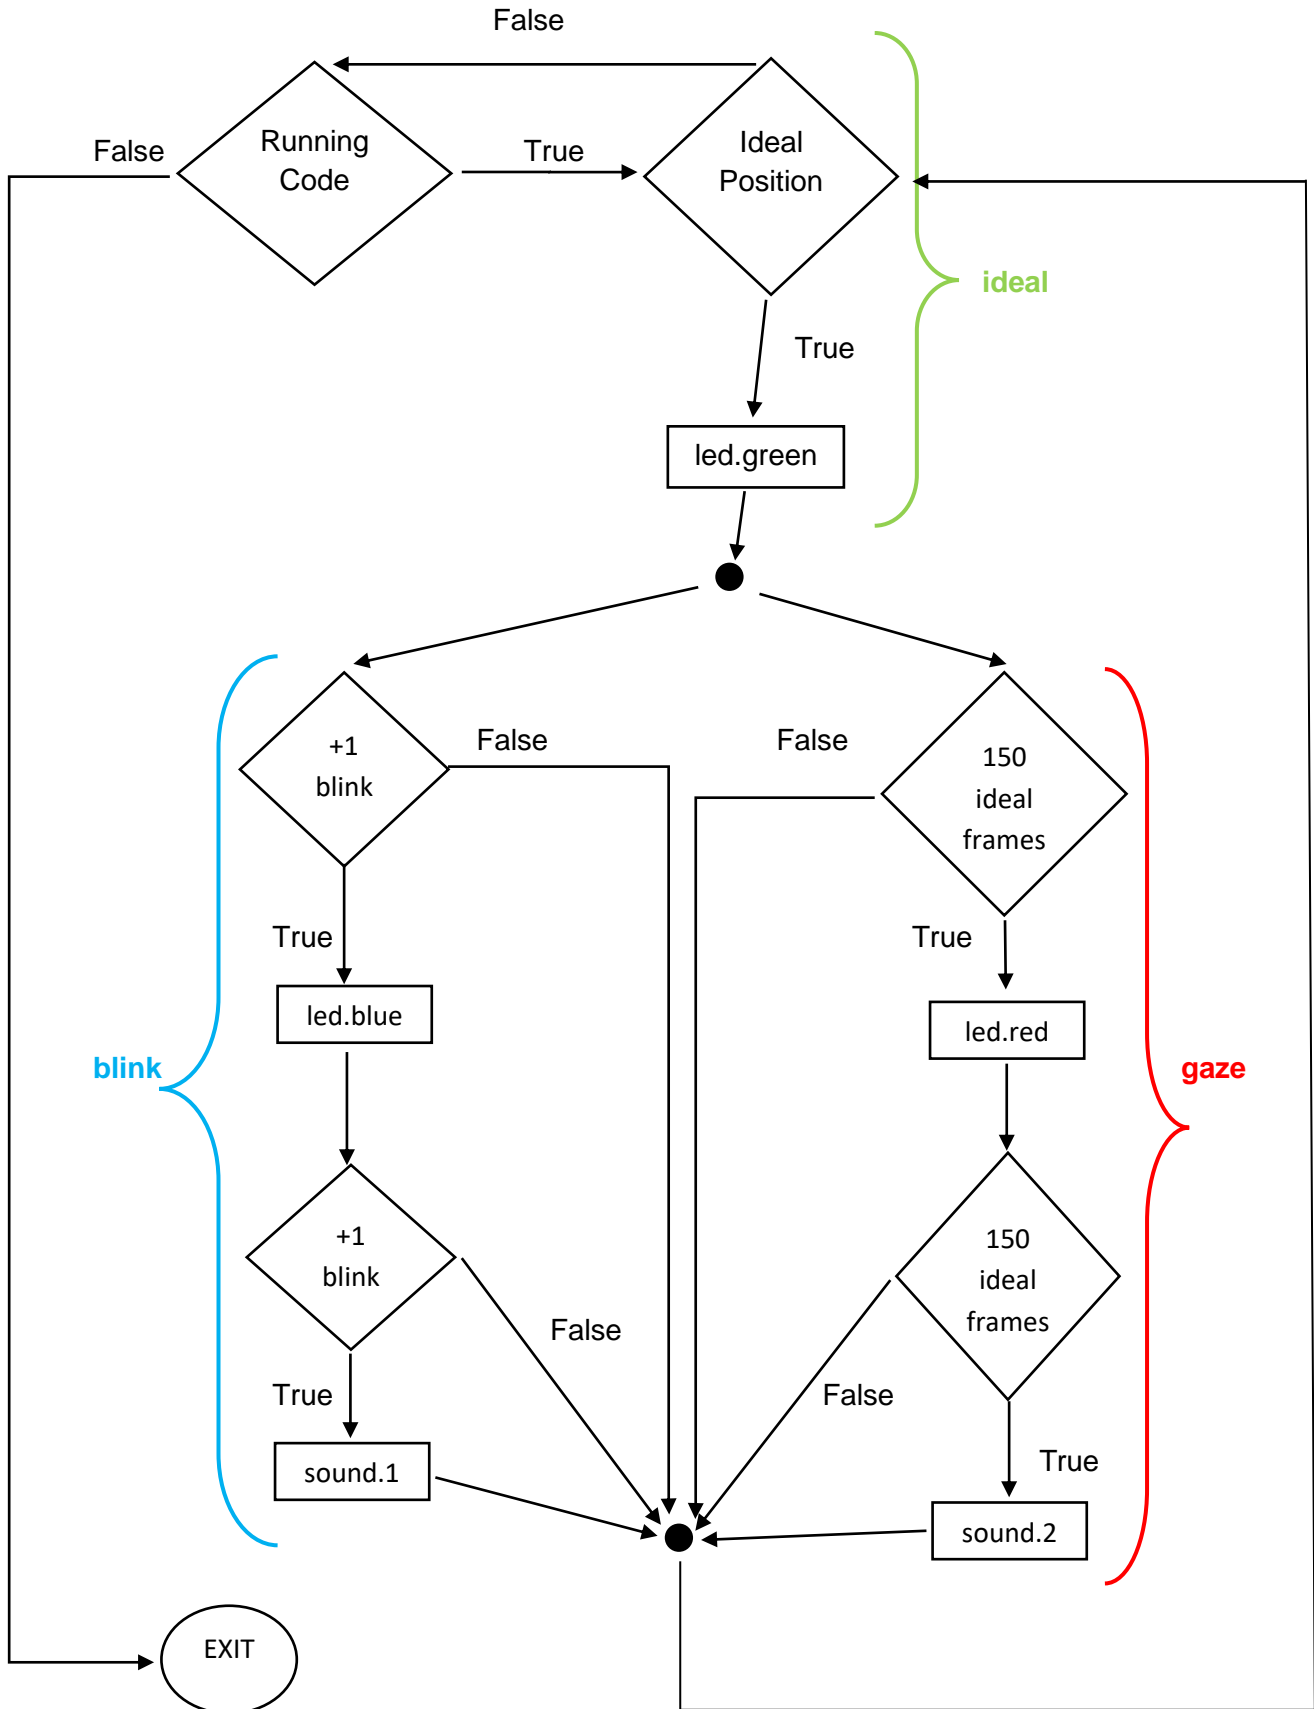 False
False
Running
Code
True
Ideal
Position
ideal
True
led.green
+1
blink
False
False
150
ideal
frames
True
True
led.blue
led.red
blink
gaze
+1
blink
150
ideal
frames
False
False
True
True
sound.1
sound.2
EXIT